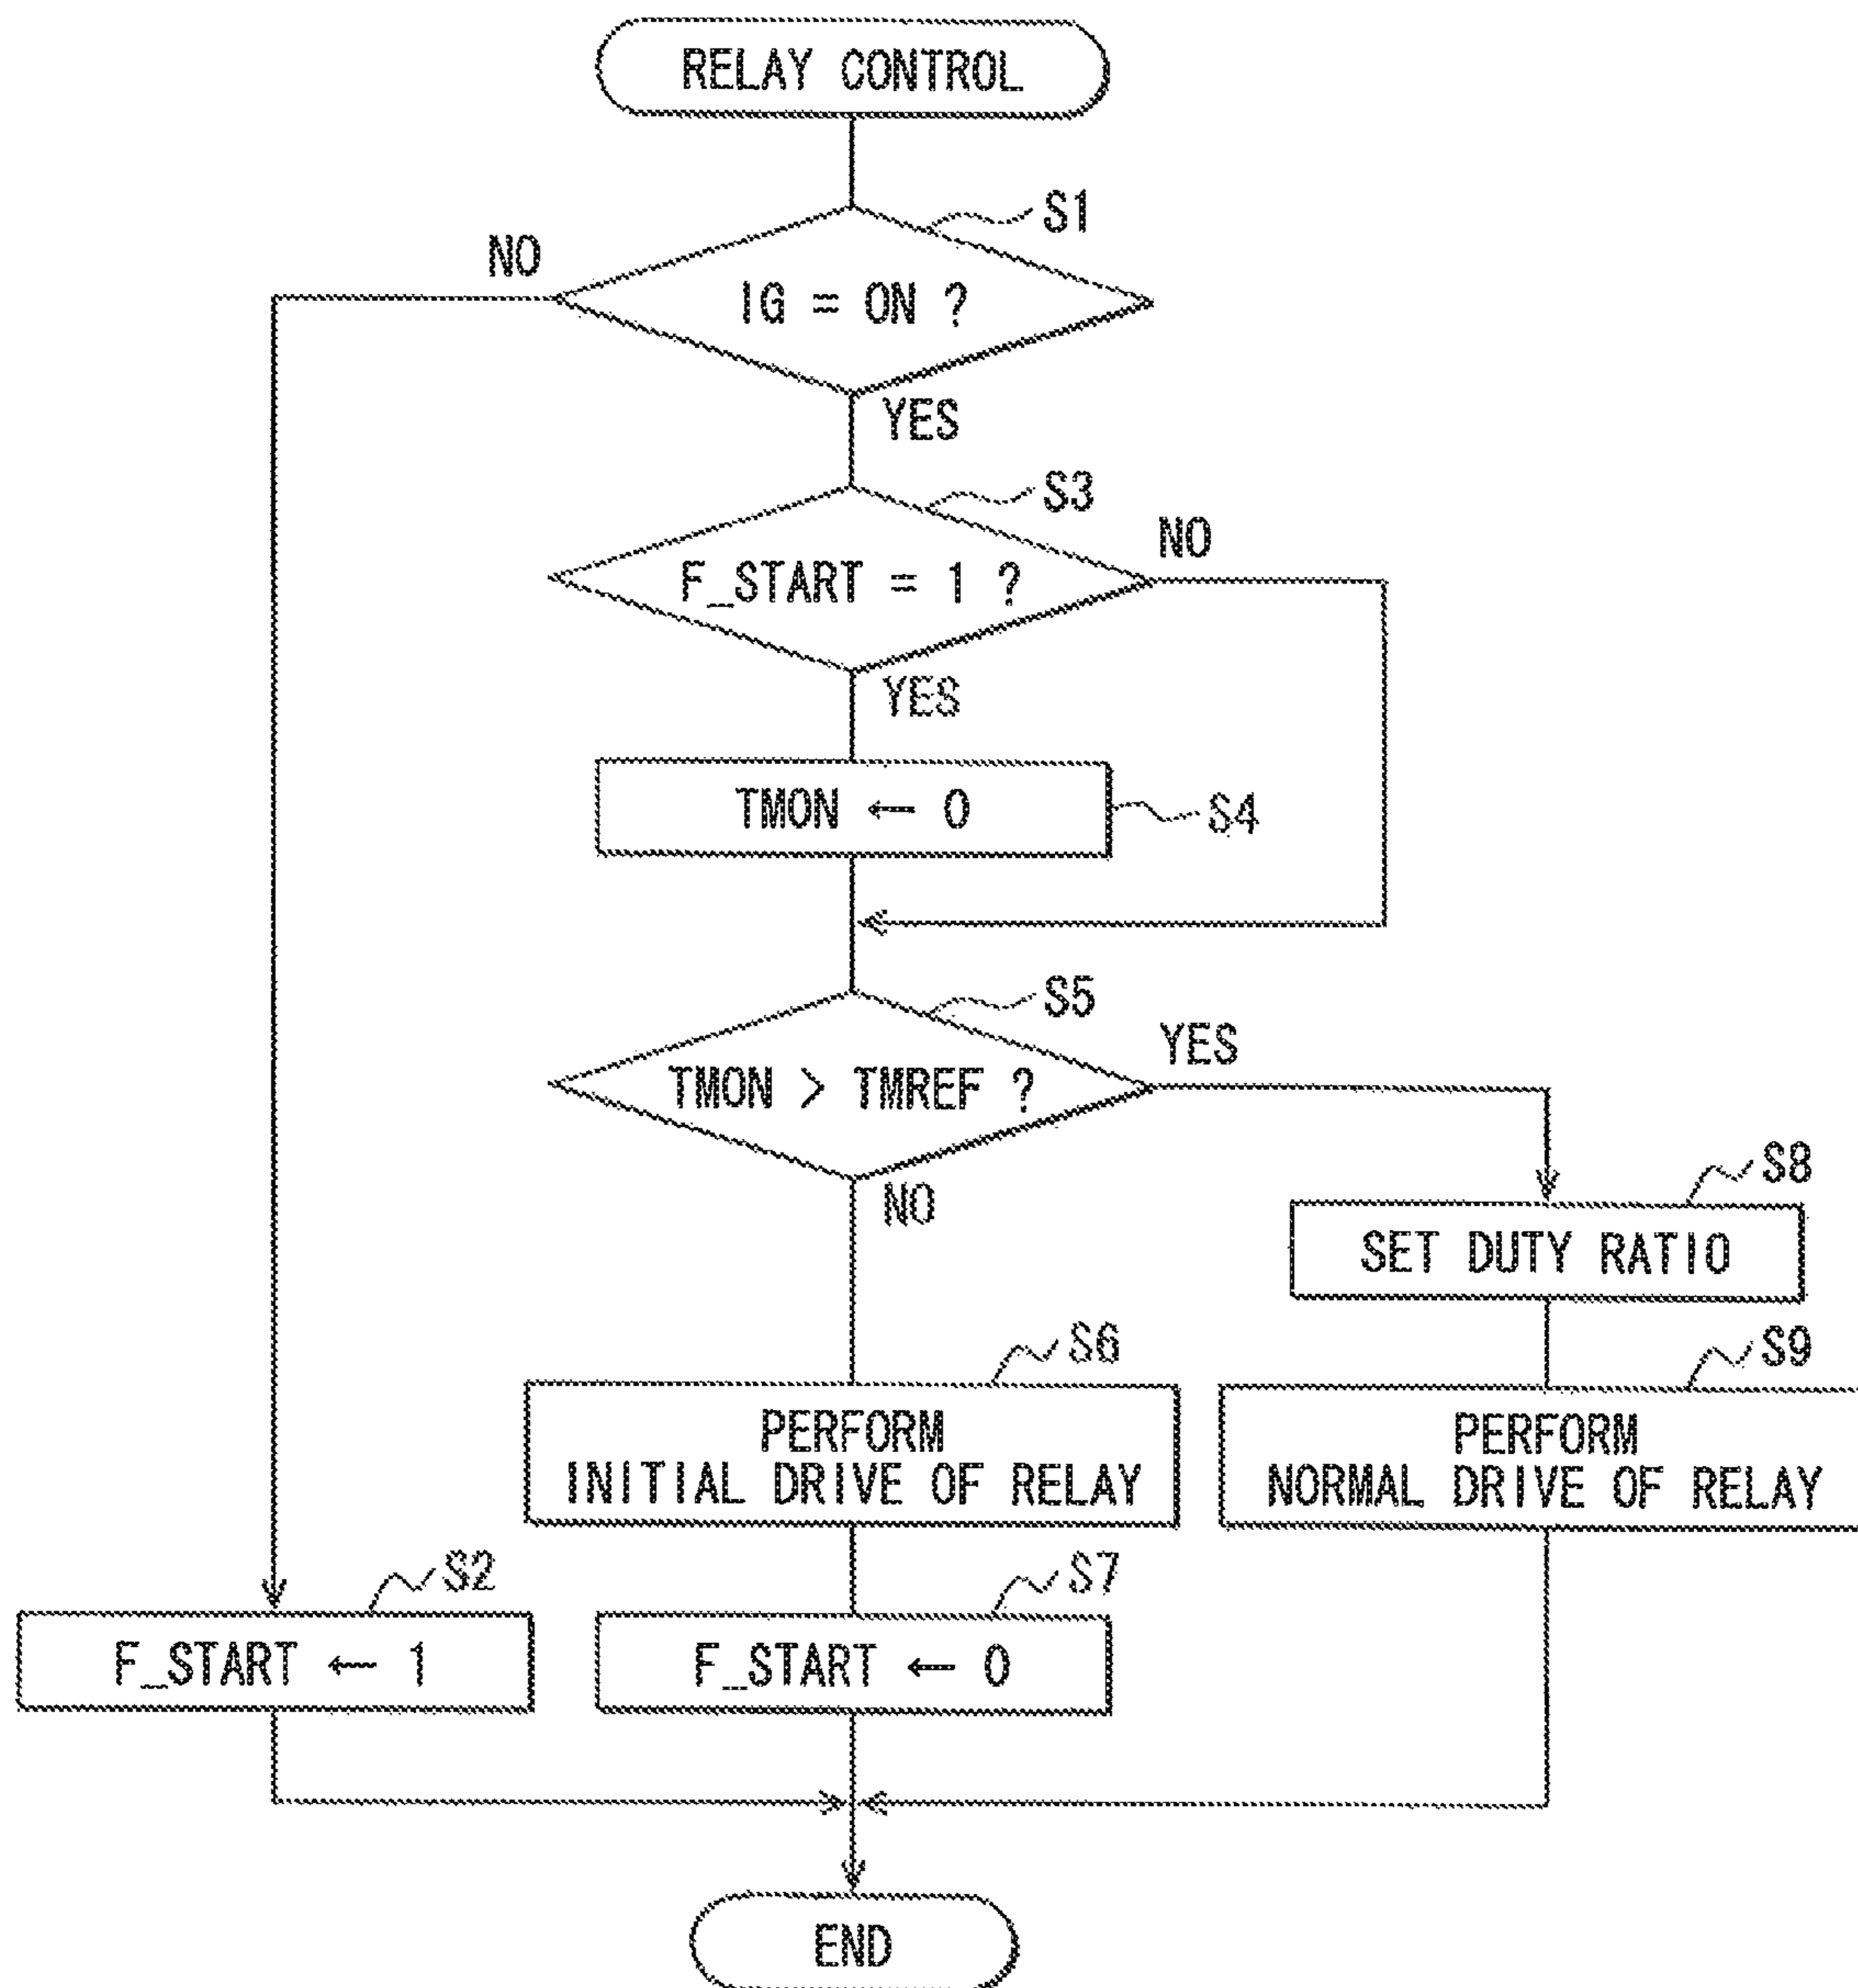 RELAY CONTROL
S1
NO
IG = ON ?
YES
S3
NO
F_START = 1 ?
YES
TMON ← 0
S4
S5
YES
TMON > TMREF ?
NO
S8
SET DUTY RATIO
S6
S9
PERFORM
INITIAL DRIVE OF RELAY
PERFORM
NORMAL DRIVE OF RELAY
S2
S7
F_START ← 1
F_START ← 0
END